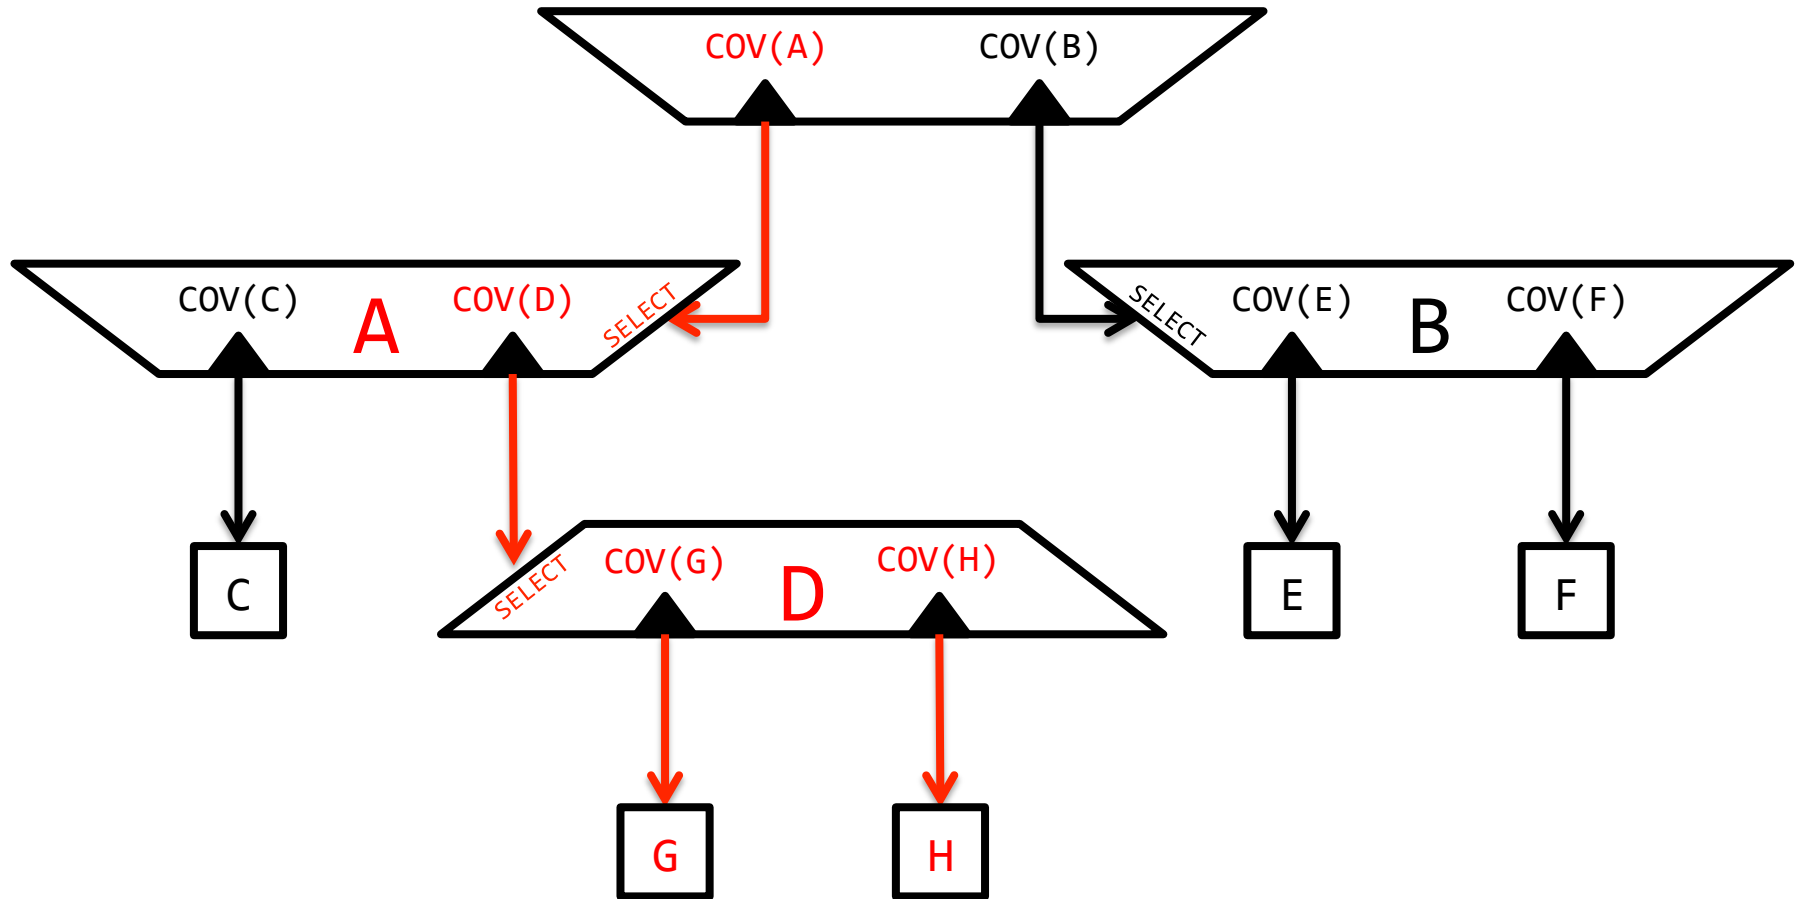 COV(A) COV(B)
COV(C) A COV(D) SELECT
SELECT COV(E) B COV(F)
C
SELECT COV(G) D COV(H)
E
F
G
H